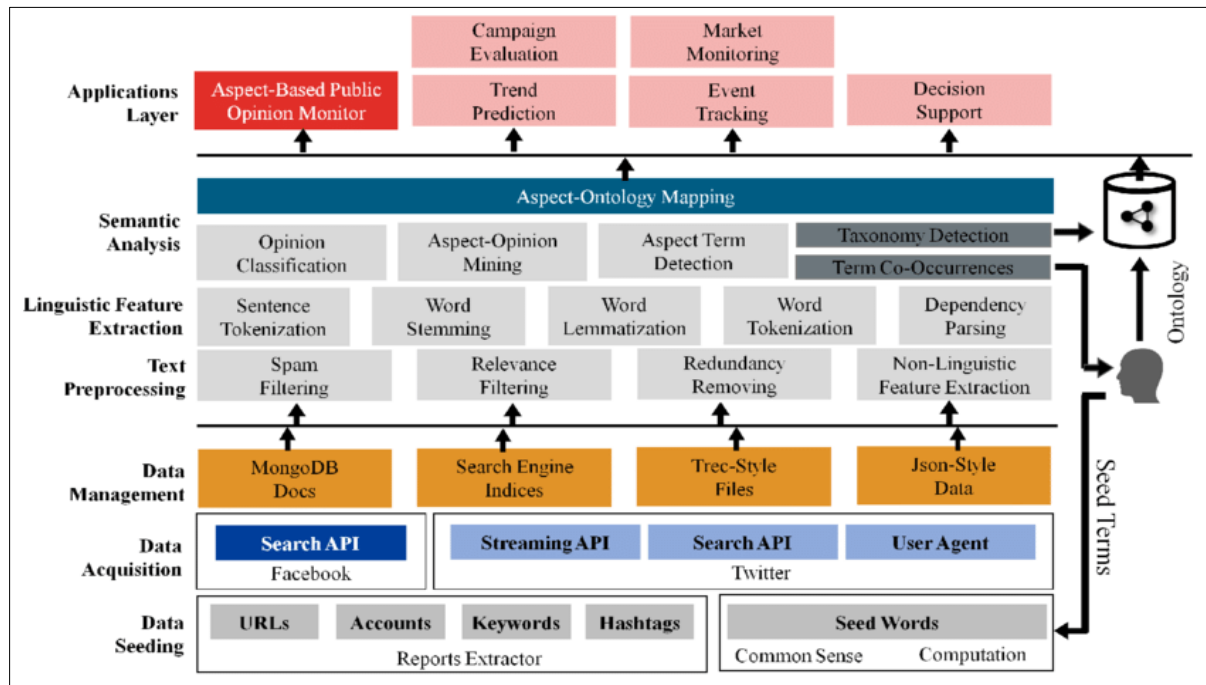 Applications
Layer
Campaign
Evaluation
Market
Monitoring
Aspect-Based Public
Opinion Monitor
Trend
Prediction
Event
Tracking
Decision
Support
Semantic
Analysis
Aspect-Ontology Mapping
Opinion
Classification
Aspect-Opinion
Mining
Aspect Term
Detection
Taxonomy Detection
Term Co-Occurrences
Linguistic Feature
Extraction
Sentence
Tokenization
Word
Stemming
Word
Lemmatization
Word
Tokenization
Dependency
Parsing
Ontology
Text
Preprocessing
Spam
Filtering
Relevance
Filtering
Redundancy
Removing
Non-Linguistic
Feature Extraction
Data
Management
MongoDB
Docs
Search Engine
Indices
Trec-Style
Files
Json-Style
Data
Seed Terms
Data
Acquisition
Search API
Facebook
Streaming API
Search API
User Agent
Twitter
Data
Seeding
URLs
Accounts
Keywords
Hashtags
Reports Extractor
Seed Words
Common Sense
Computation